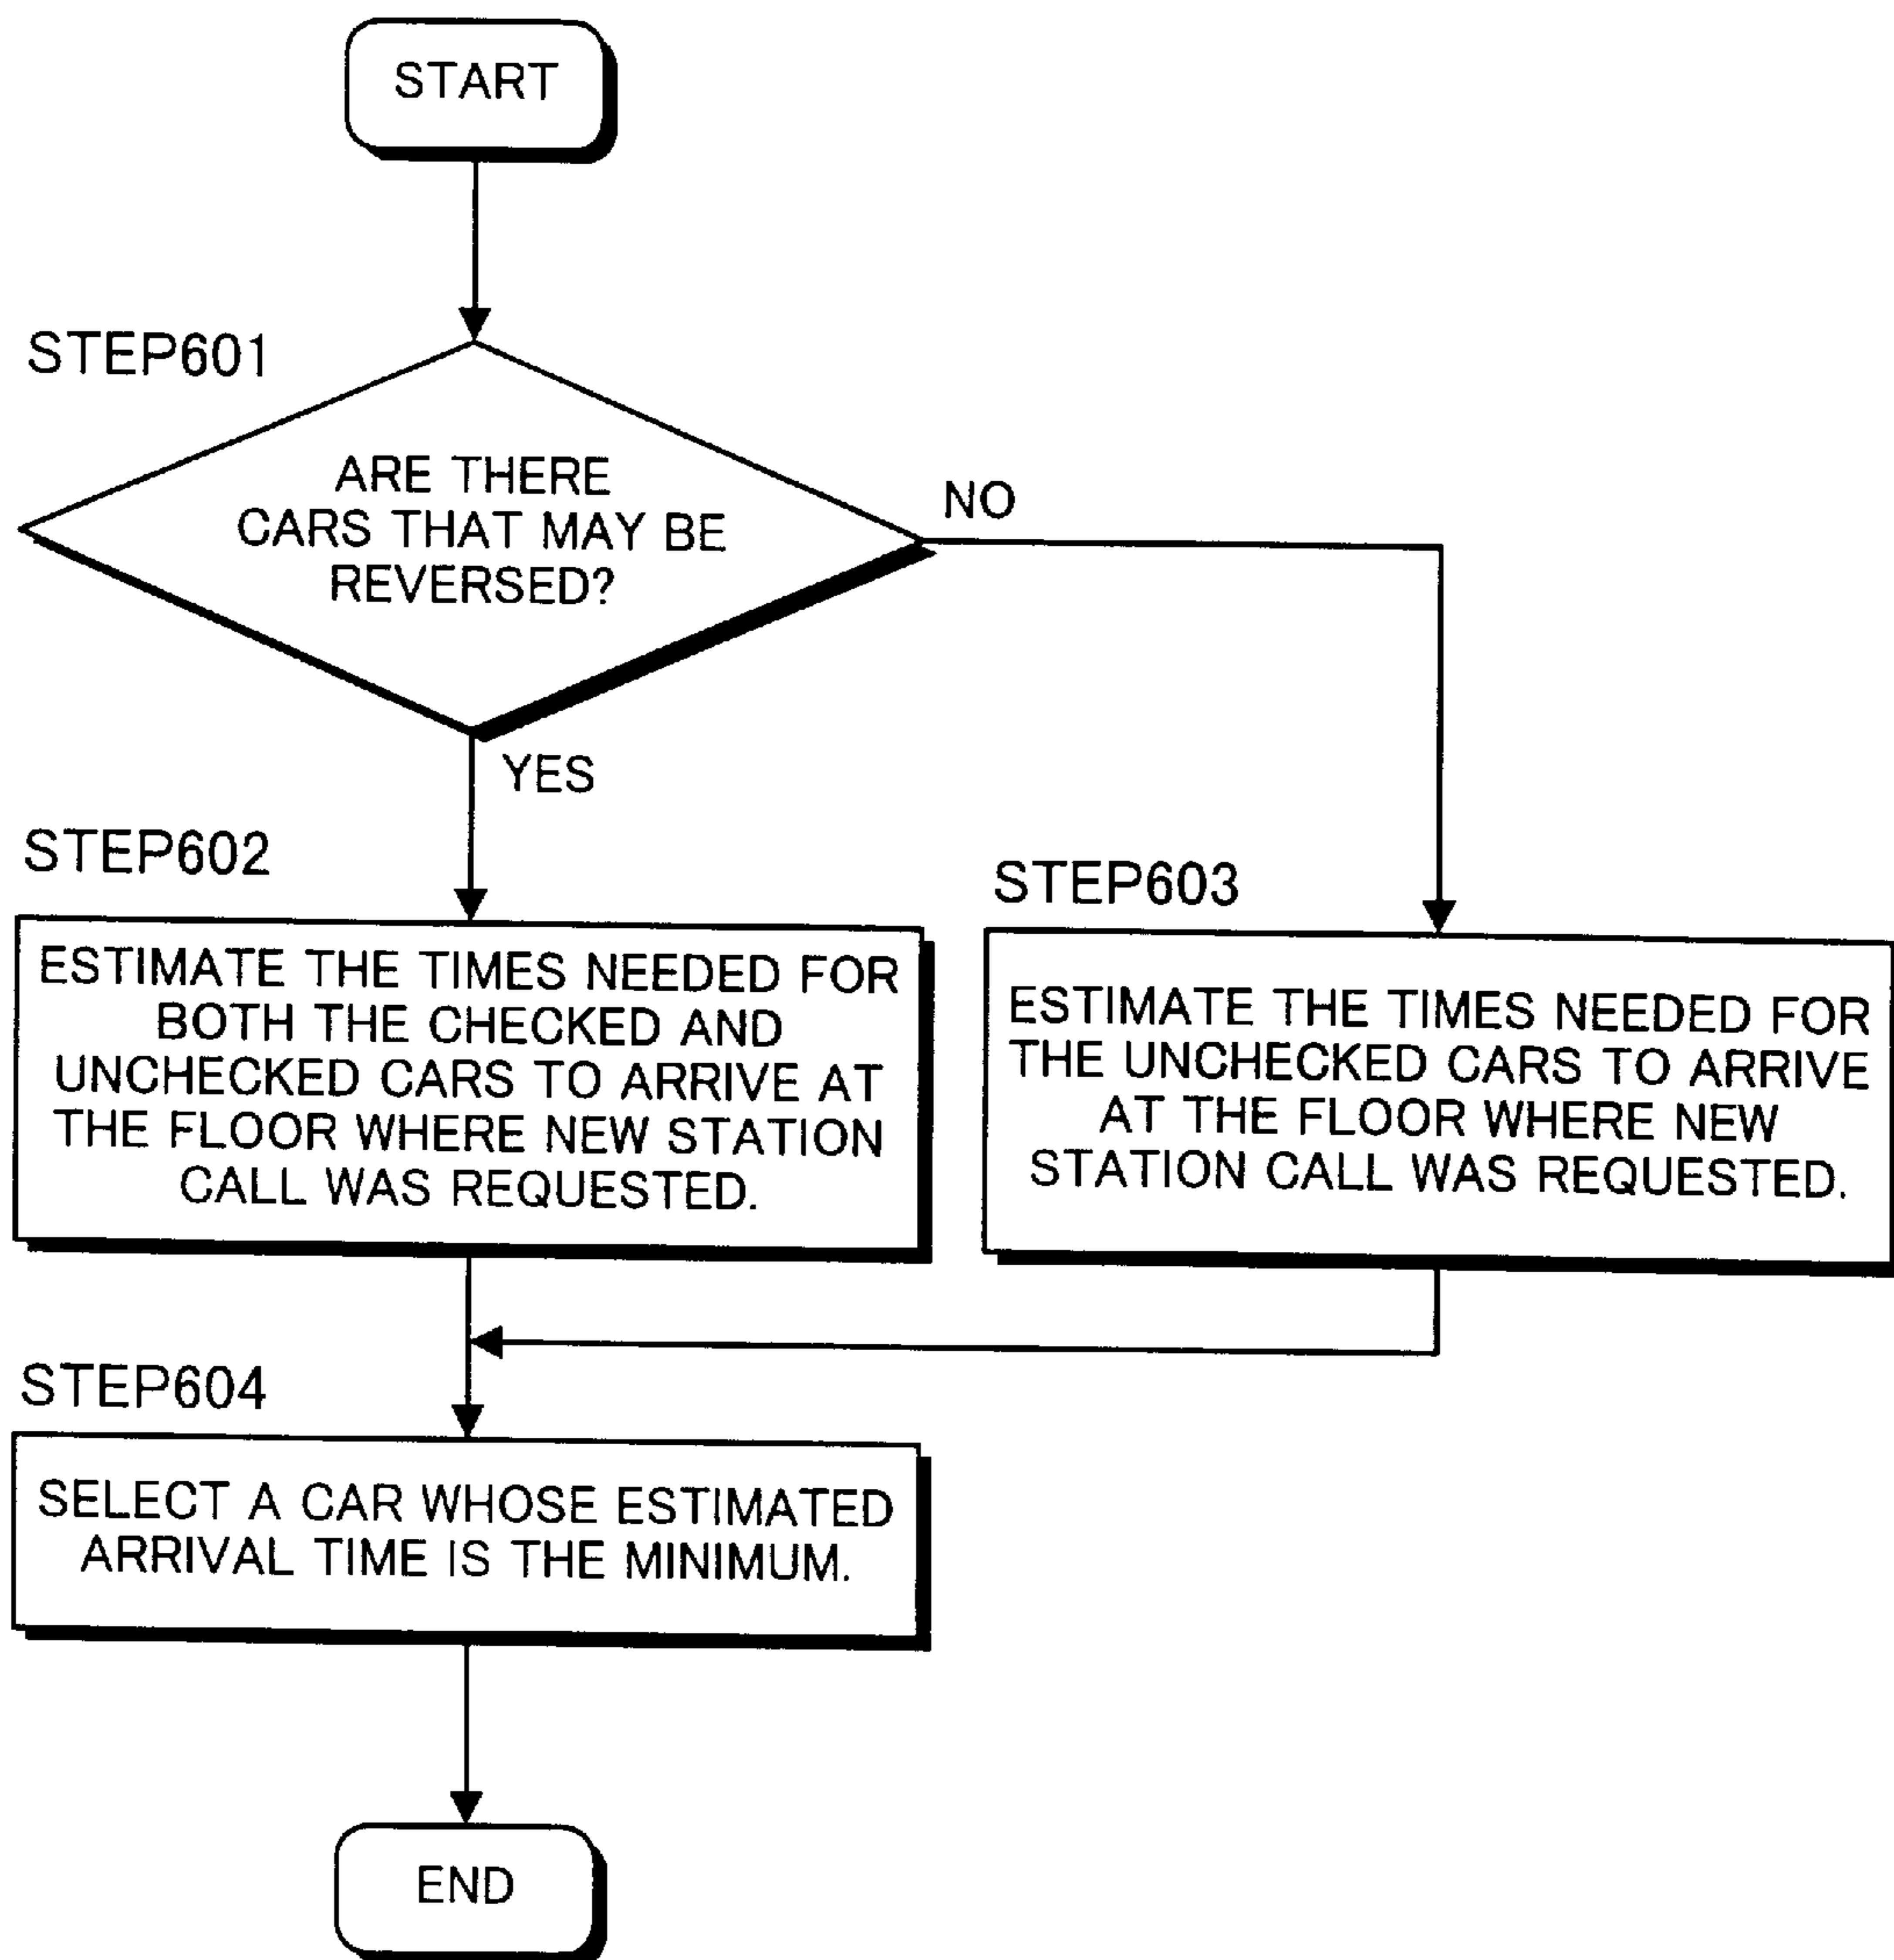 START
STEP601
ARE THERE
CARS THAT MAY BE
REVERSED?
NO
YES
STEP602
ESTIMATE THE TIMES NEEDED FOR
BOTH THE CHECKED AND
UNCHECKED CARS TO ARRIVE AT
THE FLOOR WHERE NEW STATION
CALL WAS REQUESTED.
STEP603
ESTIMATE THE TIMES NEEDED FOR
THE UNCHECKED CARS TO ARRIVE
AT THE FLOOR WHERE NEW
STATION CALL WAS REQUESTED.
STEP604
SELECT A CAR WHOSE ESTIMATED
ARRIVAL TIME IS THE MINIMUM.
END